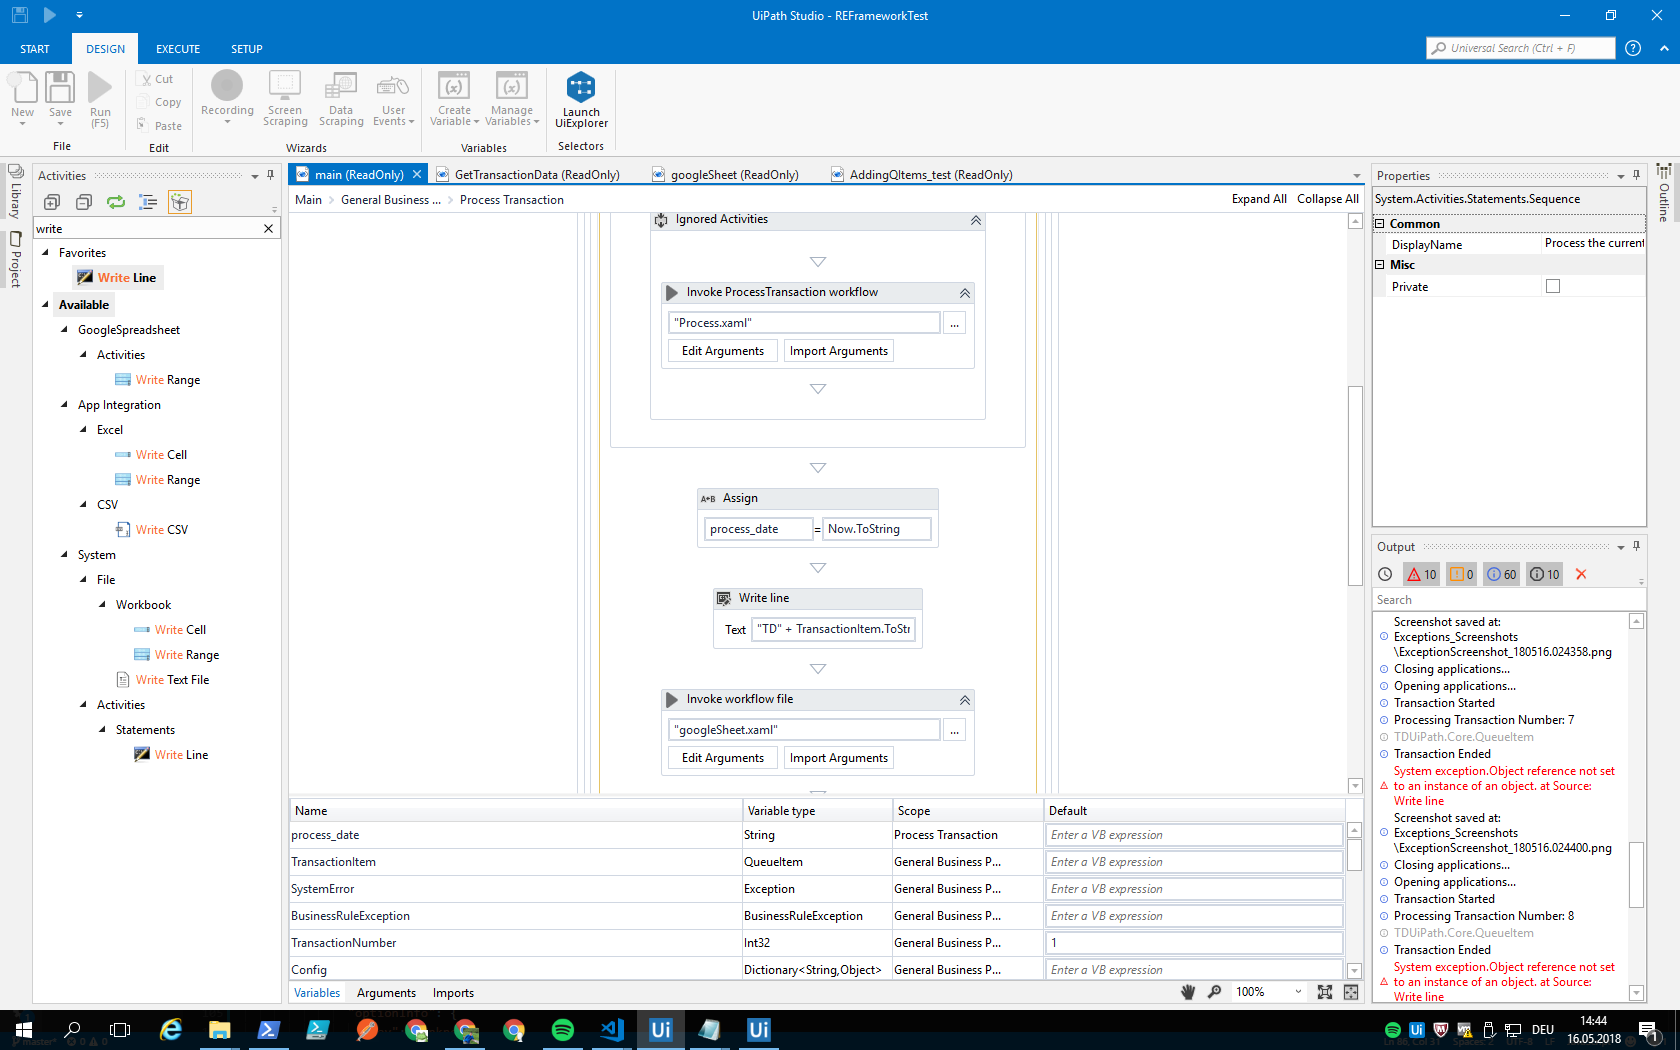 UiPath Studio - REFrameworkTest
START
DESIGN
EXECUTE
SETUP
Universal Search (Ctrl + F)
New
Save
Run
(F5)
File
Cut
Copy
Paste
Edit
Recording
Screen
Scraping
Data
Scraping
User
Events
Wizards
Create
Variable
Manage
Variables
Variables
Launch
UiExplorer
Selectors
Library
Project
Activities
write
Favorites
Write Line
Available
GoogleSpreadsheet
Activities
Write Range
App Integration
Excel
Write Cell
Write Range
CSV
Write CSV
System
File
Workbook
Write Cell
Write Range
Write Text File
Activities
Statements
Write Line
main (ReadOnly)
GetTransactionData (ReadOnly)
googleSheet (ReadOnly)
AddingQItems_test (ReadOnly)
Main > General Business ... > Process Transaction
Expand All
Collapse All
Ignored Activities
Invoke ProcessTransaction workflow
"Process.xaml"
...
Edit Arguments
Import Arguments
A+B Assign
process_date
=
Now.ToString
Write line
Text
"TD" + TransactionItem.ToStr
Invoke workflow file
"googleSheet.xaml"
...
Edit Arguments
Import Arguments
Name Variable type Scope Default
process_date String Process Transaction Enter a VB expression
TransactionItem QueueItem General Business P... Enter a VB expression
SystemError Exception General Business P... Enter a VB expression
BusinessRuleException BusinessRuleException General Business P... Enter a VB expression
TransactionNumber Int32 General Business P... 1
Config Dictionary<String,Object> General Business P... Enter a VB expression
Variables
Arguments
Imports
100%
Properties
System.Activities.Statements.Sequence
Common
DisplayName Process the current
Misc
Private
Outline
Output
10
0
60
10
Search
Screenshot saved at:
Exceptions_Screenshots
\ExceptionScreenshot_180516.024358.png
Closing applications...
Opening applications...
Transaction Started
Processing Transaction Number: 7
TDUiPath.Core.QueueItem
Transaction Ended
System exception.Object reference not set
to an instance of an object. at Source:
Write line
Screenshot saved at:
Exceptions_Screenshots
\ExceptionScreenshot_180516.024400.png
Closing applications...
Opening applications...
Transaction Started
Processing Transaction Number: 8
TDUiPath.Core.QueueItem
Transaction Ended
System exception.Object reference not set
to an instance of an object. at Source:
Write line
Ui
Ui
Ui
DEU
14:44
16.05.2018
1